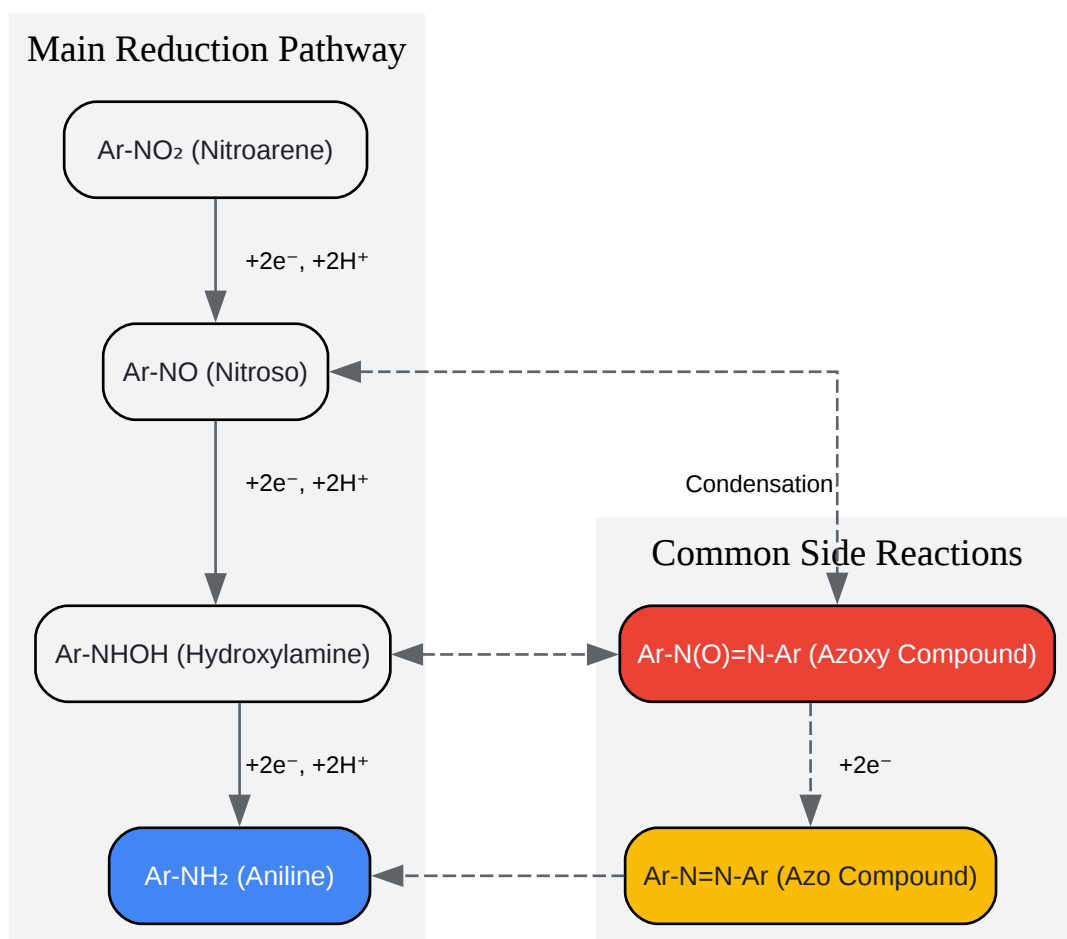 Main Reduction Pathway
Ar-NO₂ (Nitroarene)
+2e⁻, +2H⁺
Ar-NO (Nitroso)
+2e⁻, +2H⁺
Condensation
Common Side Reactions
Ar-NHOH (Hydroxylamine)
Ar-N(O)=N-Ar (Azoxy Compound)
+2e⁻, +2H⁺
+2e⁻
Ar-NH₂ (Aniline)
Ar-N=N-Ar (Azo Compound)